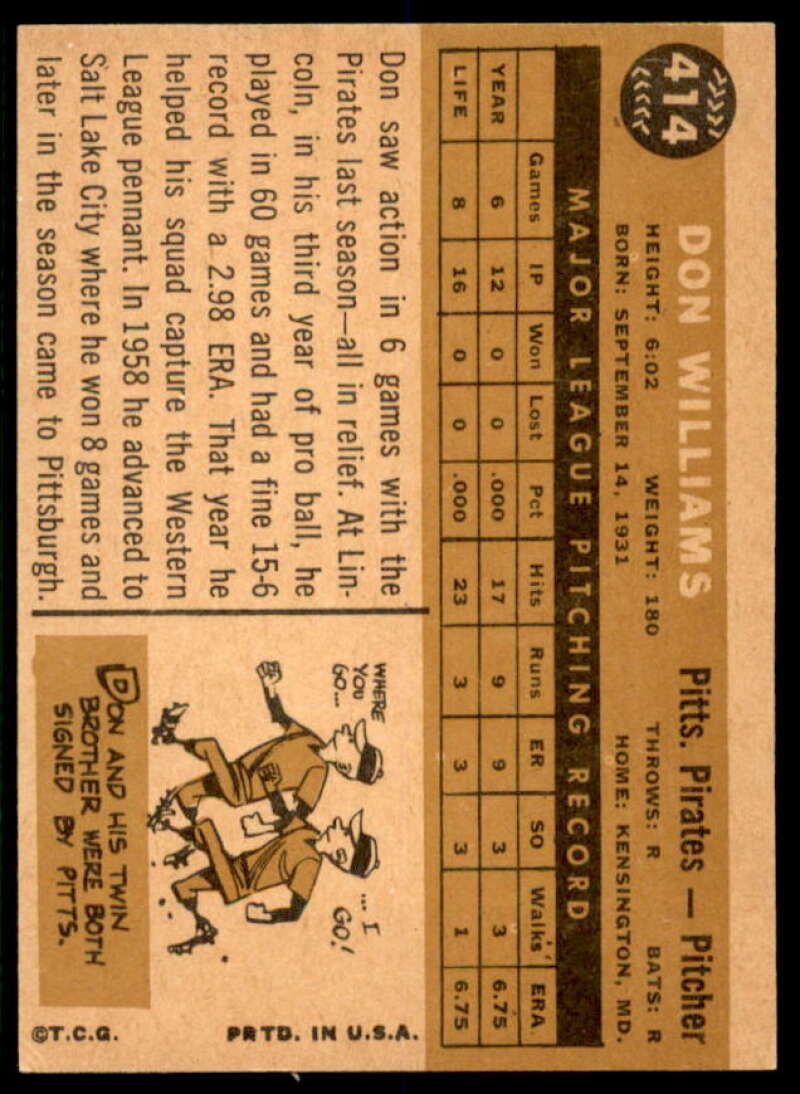 414
DON WILLIAMS Pitts. Pirates — Pitcher
HEIGHT: 6:02 WEIGHT: 180 THROWS: R BATS: R
BORN: SEPTEMBER 14, 1931 HOME: KENSINGTON, MD.
MAJOR LEAGUE PITCHING RECORD
Games IP Won Lost Pct Hits Runs ER SO Walks ERA
YEAR 6 12 0 0 .000 17 9 9 3 3 6.75
LIFE 8 16 0 0 .000 23 3 3 3 1 6.75
Don saw action in 6 games with the
Pirates last season—all in relief. At Lin-
coln, in his third year of pro ball, he
played in 60 games and had a fine 15-6
record with a 2.98 ERA. That year he
helped his squad capture the Western
League pennant. In 1958 he advanced to
Salt Lake City where he won 8 games and
later in the season came to Pittsburgh.
WHERE
YOU
GO...
... I
GO!
DON AND HIS TWIN
BROTHER WERE BOTH
SIGNED BY PITTS.
©T.C.G. PRTD. IN U.S.A.